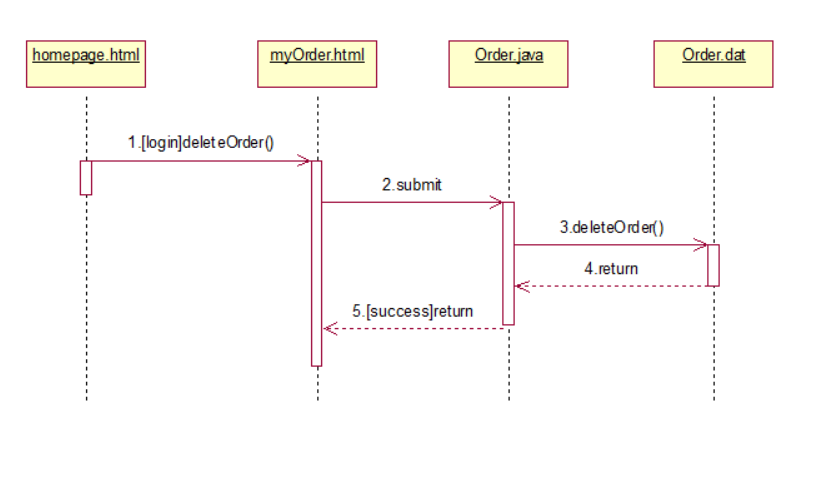 homepage.html
myOrder.html
Order.java
Order.dat
1.[login]deleteOrder()
2.submit
3.deleteOrder()
4.return
5.[success]return